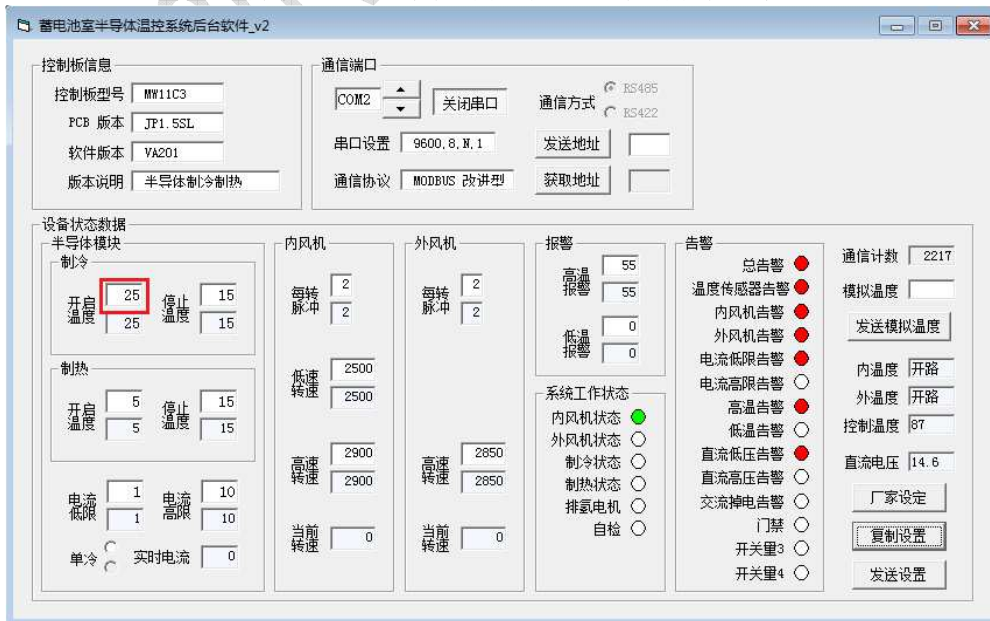 蓄电池室半导体温控系统后台软件_v2
控制板信息
控制板型号 MW11C3
PCB 版本 JP1.5SL
软件版本 VA201
版本说明 半导体制冷制热
通信端口
COM2 关闭串口 通信方式 RS485
RS422
串口设置 9600,8,N,1 发送地址
通信协议 MODBUS 改进型 获取地址
设备状态数据
半导体模块
制冷
开启温度 25 停止温度 15
25 15
制热
开启温度 5 停止温度 15
5 15
电流低限 1 电流高限 10
1 10
单冷 实时电流 0
内风机
每转脉冲 2
2
低速转速 2500
2500
高速转速 2900
2900
当前转速 0
外风机
每转脉冲 2
2
高速转速 2850
2850
当前转速 0
报警
高温报警 55
55
低温报警 0
0
系统工作状态
内风机状态
外风机状态
制冷状态
制热状态
排氢电机
自检
告警
总告警
温度传感器告警
内风机告警
外风机告警
电流低限告警
电流高限告警
高温告警
低温告警
直流低压告警
直流高压告警
交流掉电告警
门禁
开关量3
开关量4
通信计数 2217
模拟温度
发送模拟温度
内温度 开路
外温度 开路
控制温度 87
直流电压 14.6
厂家设定
复制设置
发送设置